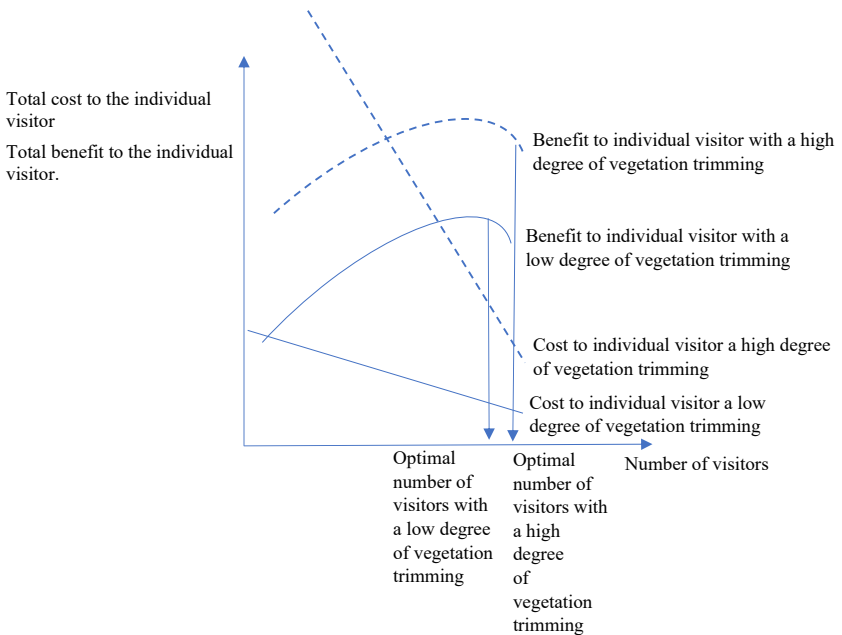 Total cost to the individual
visitor
Total benefit to the individual
visitor.
Benefit to individual visitor with a high
degree of vegetation trimming
Benefit to individual visitor with a
low degree of vegetation trimming
Cost to individual visitor a high degree
of vegetation trimming
Cost to individual visitor a low
degree of vegetation trimming
Optimal
number of
visitors with
a low degree
of vegetation
trimming
Optimal
number of
visitors with
a high
degree
of
vegetation
trimming
Number of visitors